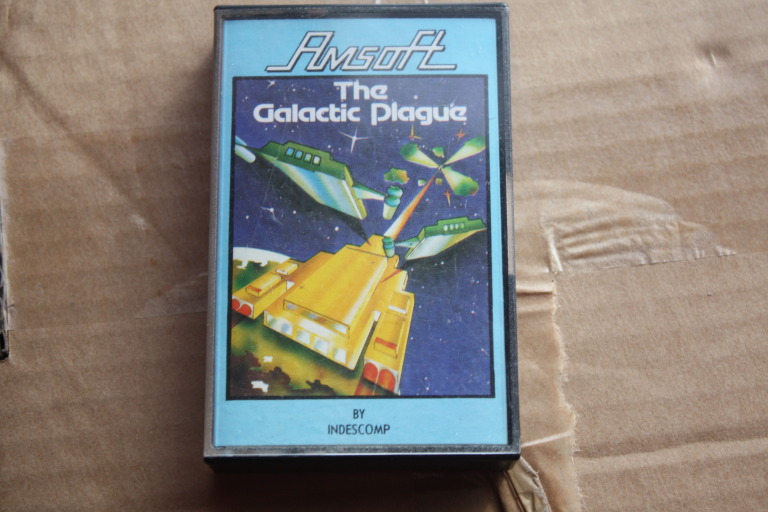 Amsoft
The
Galactic Plague
BY
INDESCOMP